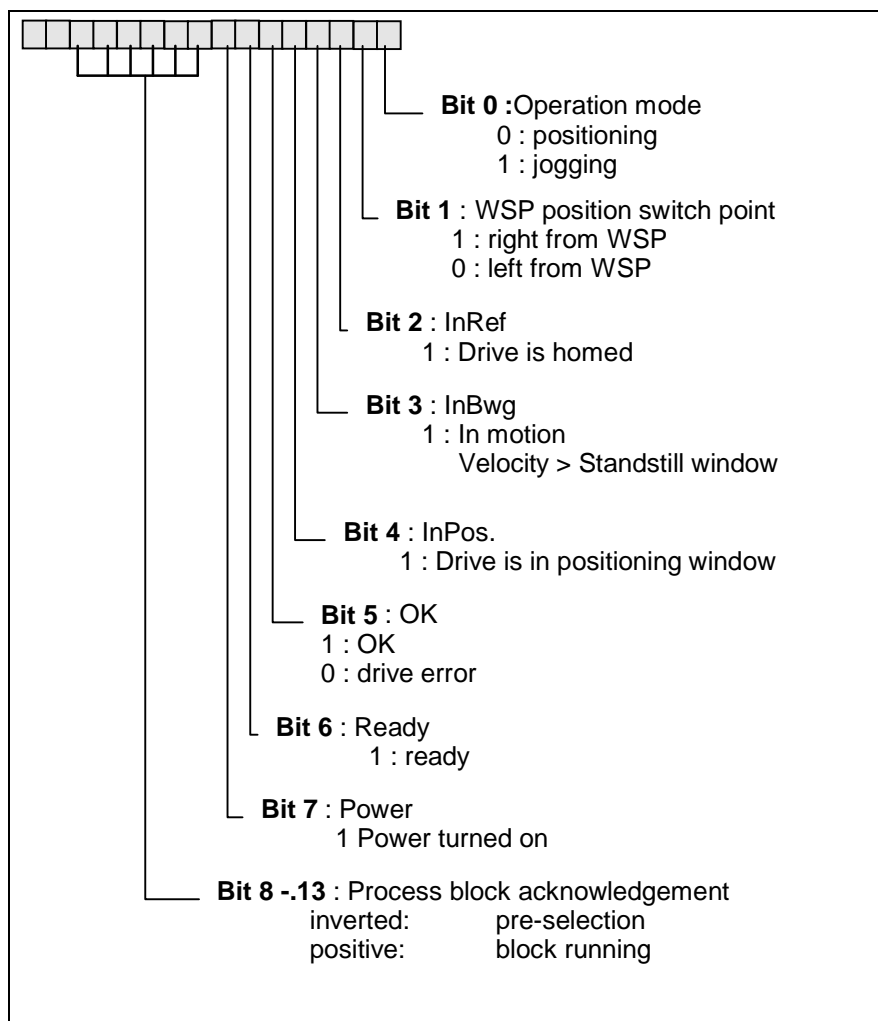 Bit 0 :Operation mode
0 : positioning
1 : jogging
Bit 1 : WSP position switch point
1 : right from WSP
0 : left from WSP
Bit 2 : InRef
1 : Drive is homed
Bit 3 : InBwg
1 : In motion
Velocity > Standstill window
Bit 4 : InPos.
1 : Drive is in positioning window
Bit 5 : OK
1 : OK
0 : drive error
Bit 6 : Ready
1 : ready
Bit 7 : Power
1 Power turned on
Bit 8 -.13 : Process block acknowledgement
inverted: pre-selection
positive: block running